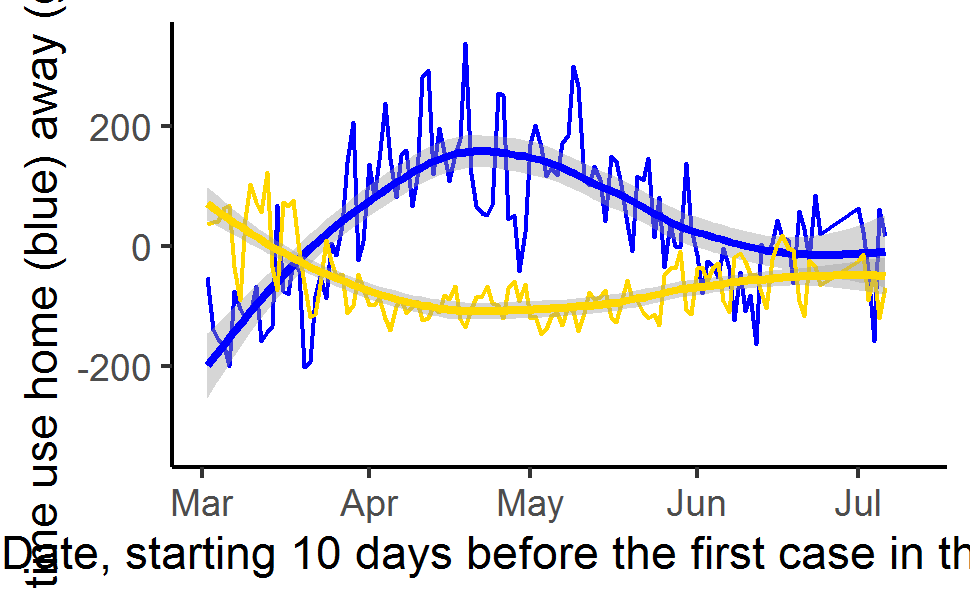 time use home (blue) away (
200
0
-200
Mar Apr May Jun Jul
Date, starting 10 days before the first case in th